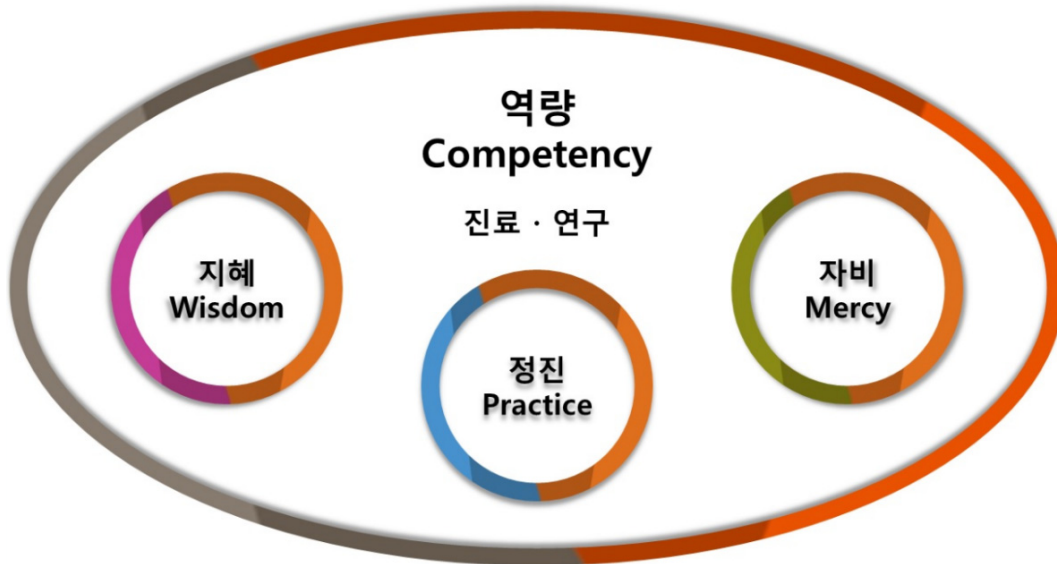 역량
Competency
진료 · 연구
지혜
Wisdom
정진
Practice
자비
Mercy